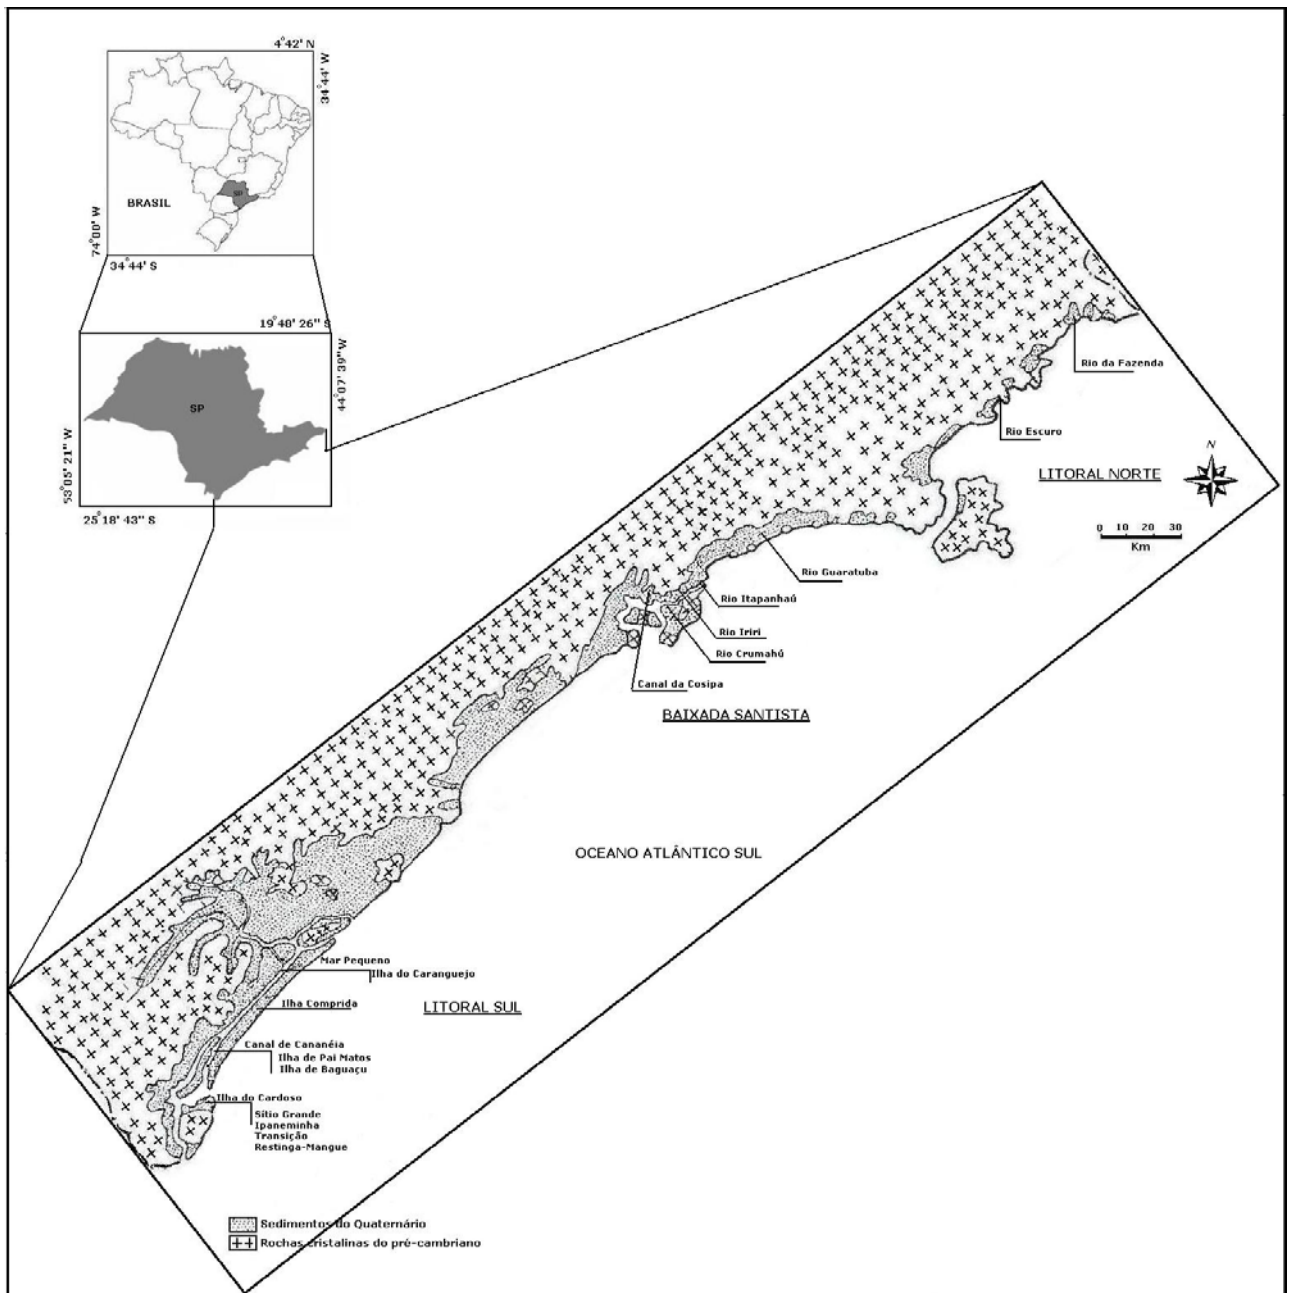 4°42' N
34°44' W
BRASIL
SP
74°00' W
34°44' S
19°48' 26" S
44°07' 39" W
SP
53°05' 21" W
25°18' 43" S
Rio da Fazenda
Rio Escuro
N
LITORAL NORTE
0 10 20 30
Km
Rio Guaratuba
Rio Itapanhaú
Rio Iriri
Rio Crumahú
Canal da Cosipa
BAIXADA SANTISTA
OCEANO ATLÂNTICO SUL
Mar Pequeno
Ilha do Caranguejo
Ilha Comprida
LITORAL SUL
Canal de Cananéia
Ilha de Pai Matos
Ilha de Baguaçu
Ilha do Cardoso
Sítio Grande
Ipaneminha
Transição
Restinga-Mangue
Sedimentos do Quaternário
Rochas cristalinas do pré-cambriano